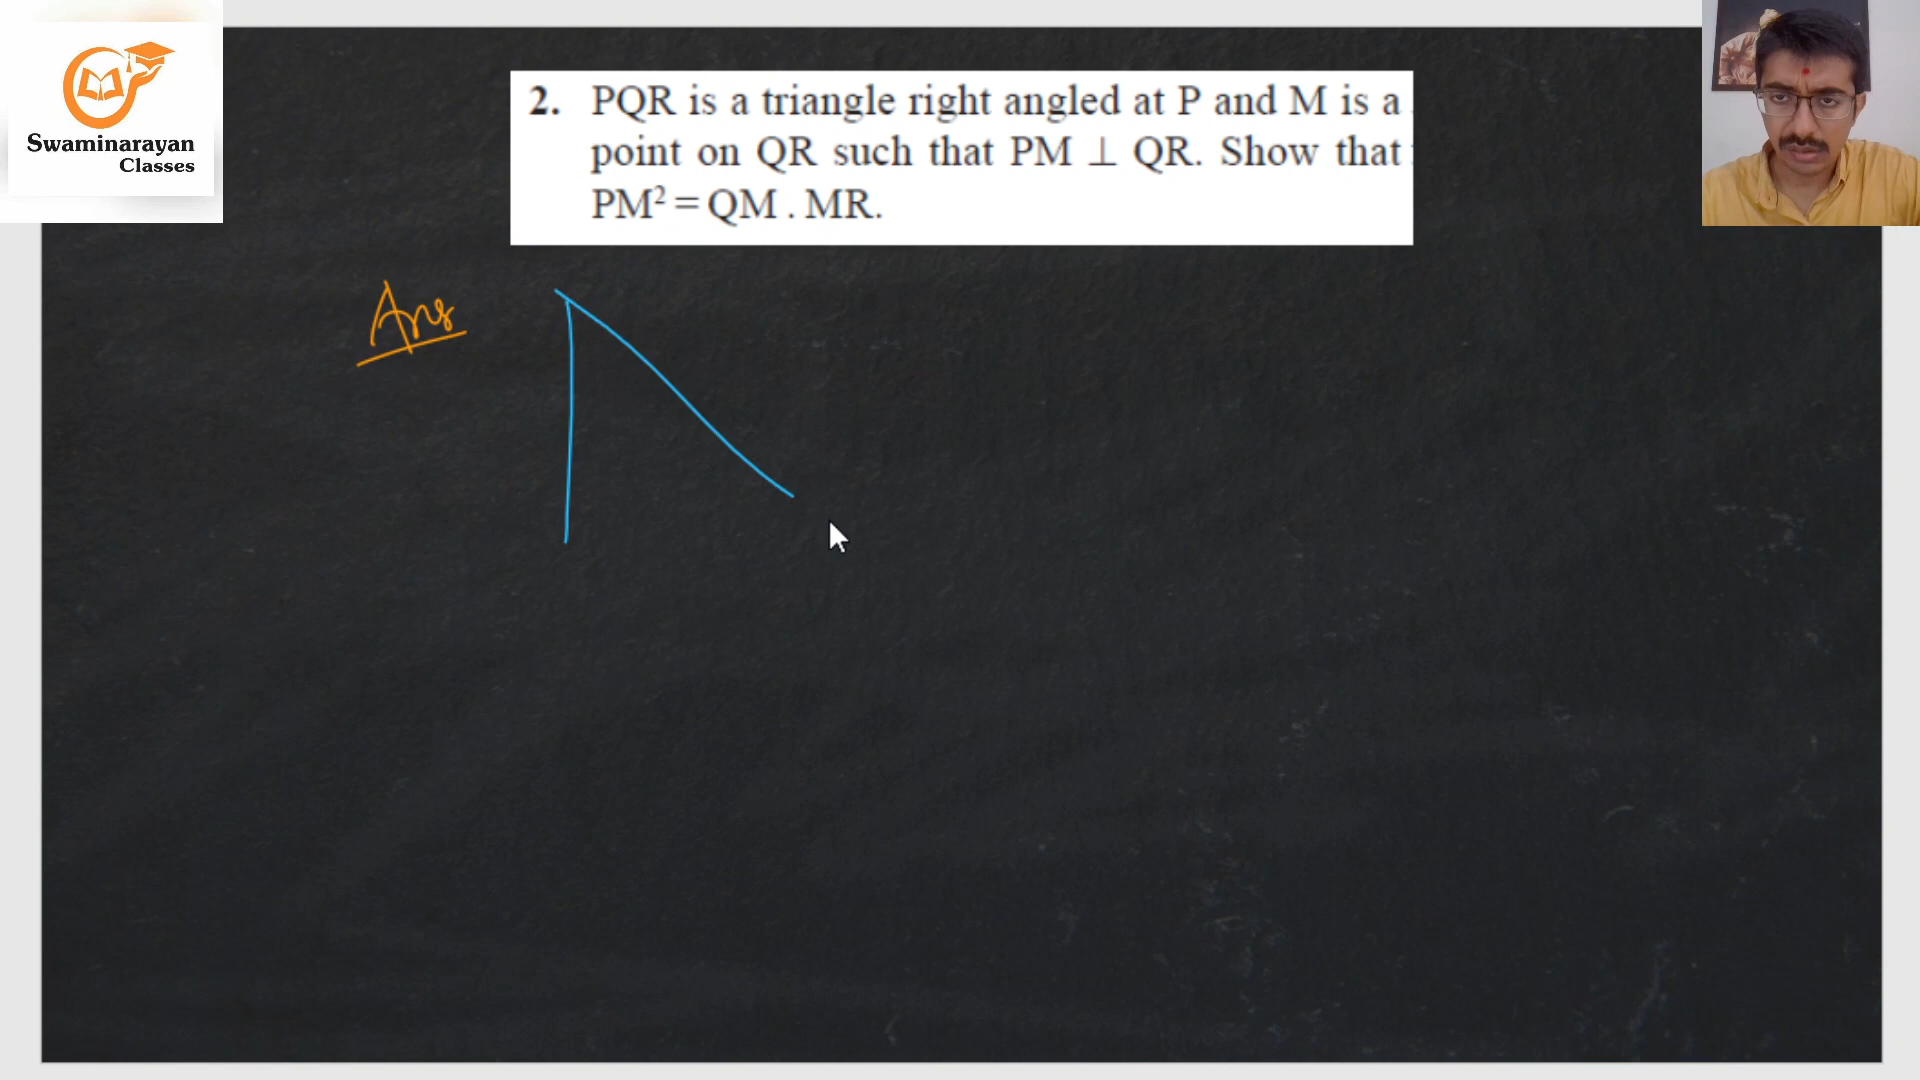 Swaminarayan
Classes
2. PQR is a triangle right angled at P and M is a
point on QR such that PM ⊥ QR. Show that
PM² = QM . MR.
Ans